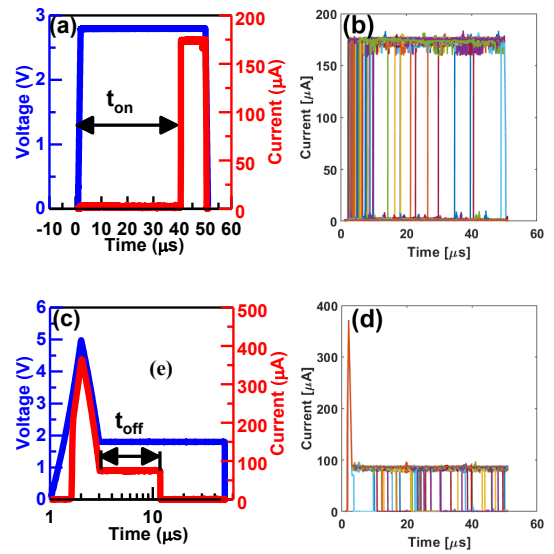 (a)
Voltage (V)
3
2
1
0
t_on
200
150
100
50
0
Current (µA)
-10 0 10 20 30 40 50 60
Time (µs)
(b)
Current [µA]
200
150
100
50
0
0 20 40 60
Time [µs]
(c)
Voltage (V)
6
5
4
3
2
1
0
(e)
t_off
500
400
300
200
100
0
Current (µA)
1 10
Time (µs)
(d)
Current [µA]
400
300
200
100
0
0 20 40 60
Time [µs]